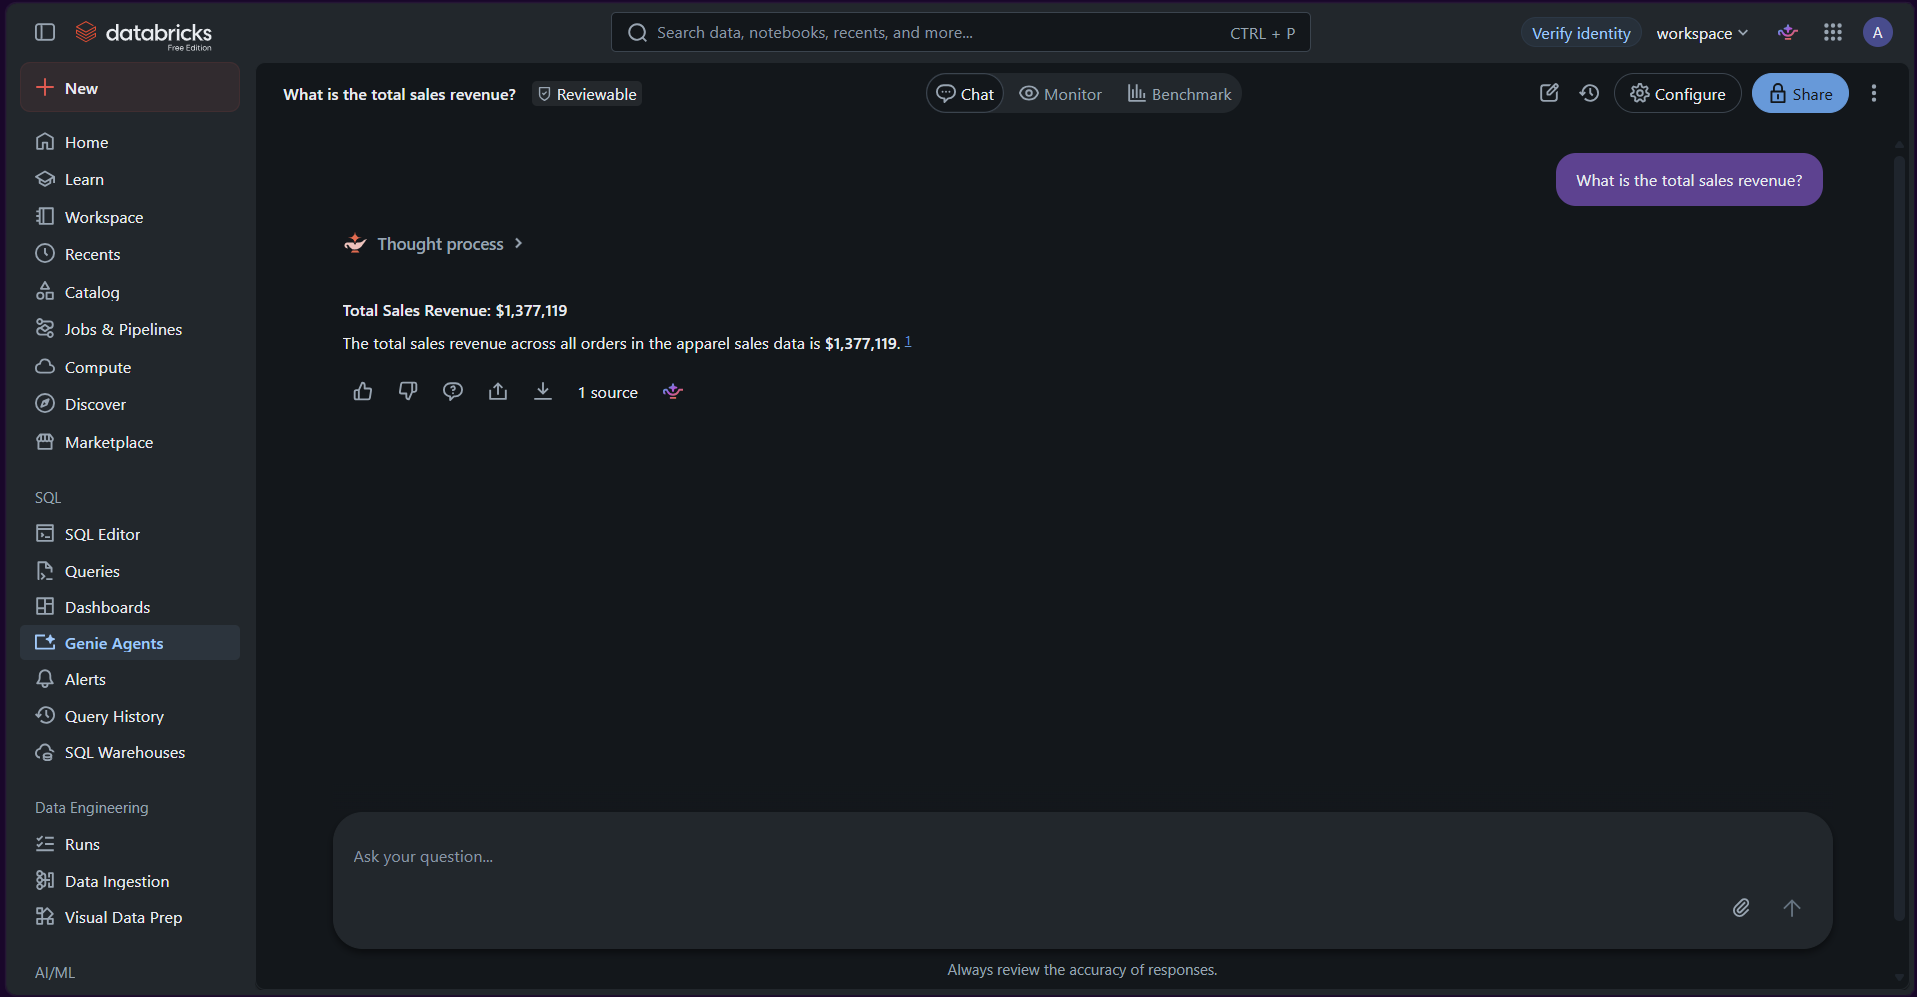 databricks
Free Edition
Search data, notebooks, recents, and more...
CTRL + P
Verify identity
workspace
A
New
Home
Learn
Workspace
Recents
Catalog
Jobs & Pipelines
Compute
Discover
Marketplace
SQL
SQL Editor
Queries
Dashboards
Genie Agents
Alerts
Query History
SQL Warehouses
Data Engineering
Runs
Data Ingestion
Visual Data Prep
AI/ML
What is the total sales revenue?
Reviewable
Chat
Monitor
Benchmark
Configure
Share
What is the total sales revenue?
Thought process
Total Sales Revenue: $1,377,119
The total sales revenue across all orders in the apparel sales data is $1,377,119. 1
1 source
Ask your question...
Always review the accuracy of responses.